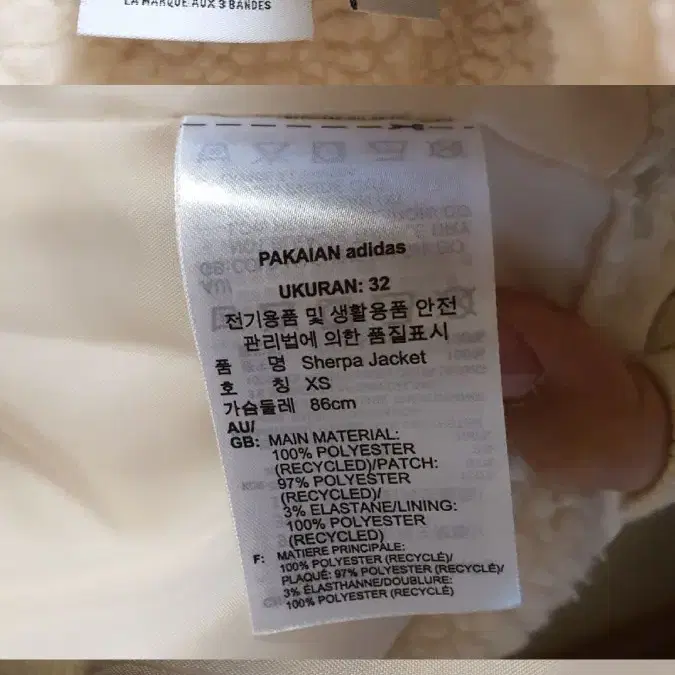 LA MARQUE AUX 3 BANDES
PAKAIAN adidas
UKURAN: 32
전기용품 및 생활용품 안전
관리법에 의한 품질표시
품 명 Sherpa Jacket
호 칭 XS
가슴둘레 86cm
AU/
GB: MAIN MATERIAL:
100% POLYESTER
(RECYCLED)/PATCH:
97% POLYESTER
(RECYCLED)/
3% ELASTANE/LINING:
100% POLYESTER
(RECYCLED)
F: MATIERE PRINCIPALE:
100% POLYESTER (RECYCLÉ)/
PLAQUÉ: 97% POLYESTER (RECYCLÉ)/
3% ÉLASTHANNE/DOUBLURE:
100% POLYESTER (RECYCLÉ)